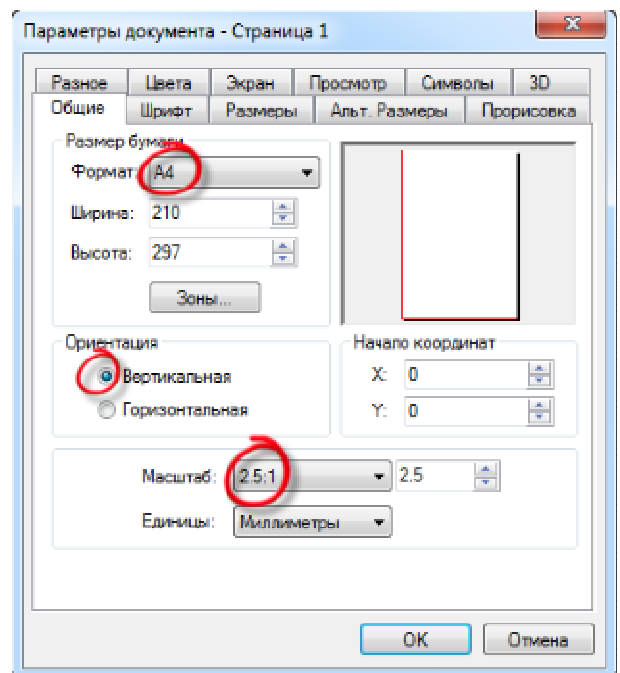 Параметры документа - Страница 1
Разное Цвета Экран Просмотр Символы 3D
Общие Шрифт Размеры Альт. Размеры Прорисовка
Размер бумаги
Формат: A4
Ширина: 210
Высота: 297
Зоны...
Ориентация
Вертикальная
Горизонтальная
Начало координат
X: 0
Y: 0
Масштаб: 2.5:1 2.5
Единицы: Миллиметры
OK Отмена